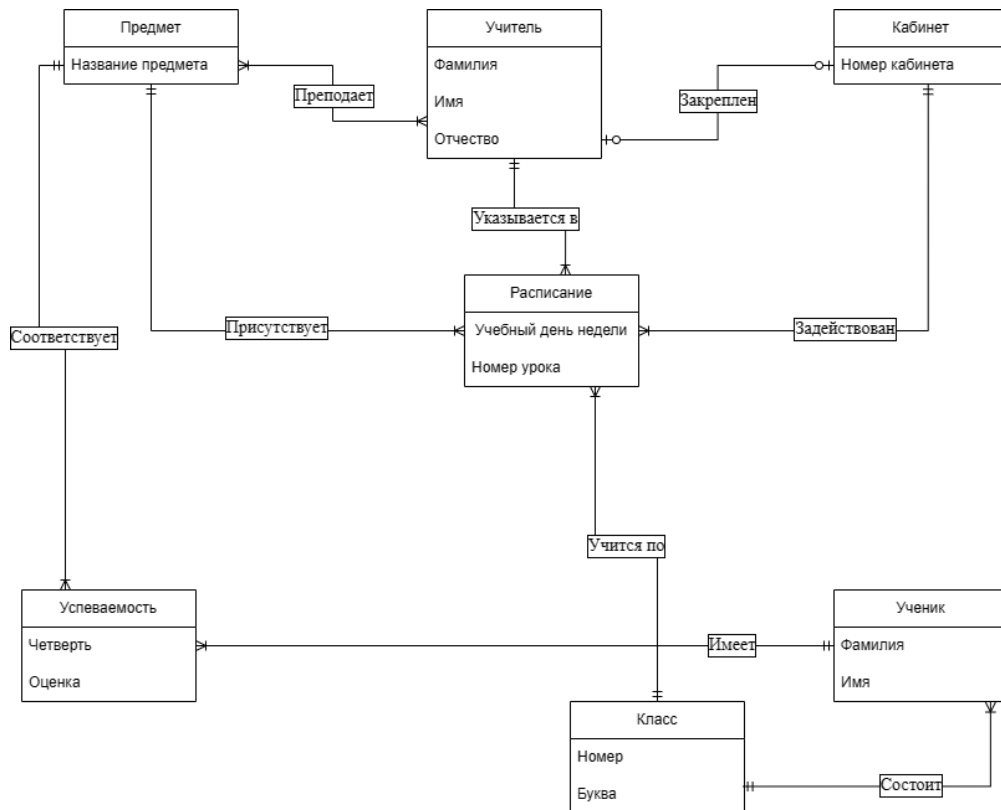 Предмет
Название предмета
Учитель
Фамилия
Имя
Отчество
Кабинет
Номер кабинета
Преподает
Закреплен
Указывается в
Расписание
Учебный день недели
Номер урока
Соответствует
Присутствует
Задействован
Учится по
Успеваемость
Четверть
Оценка
Имеет
Ученик
Фамилия
Имя
Класс
Номер
Буква
Состоит